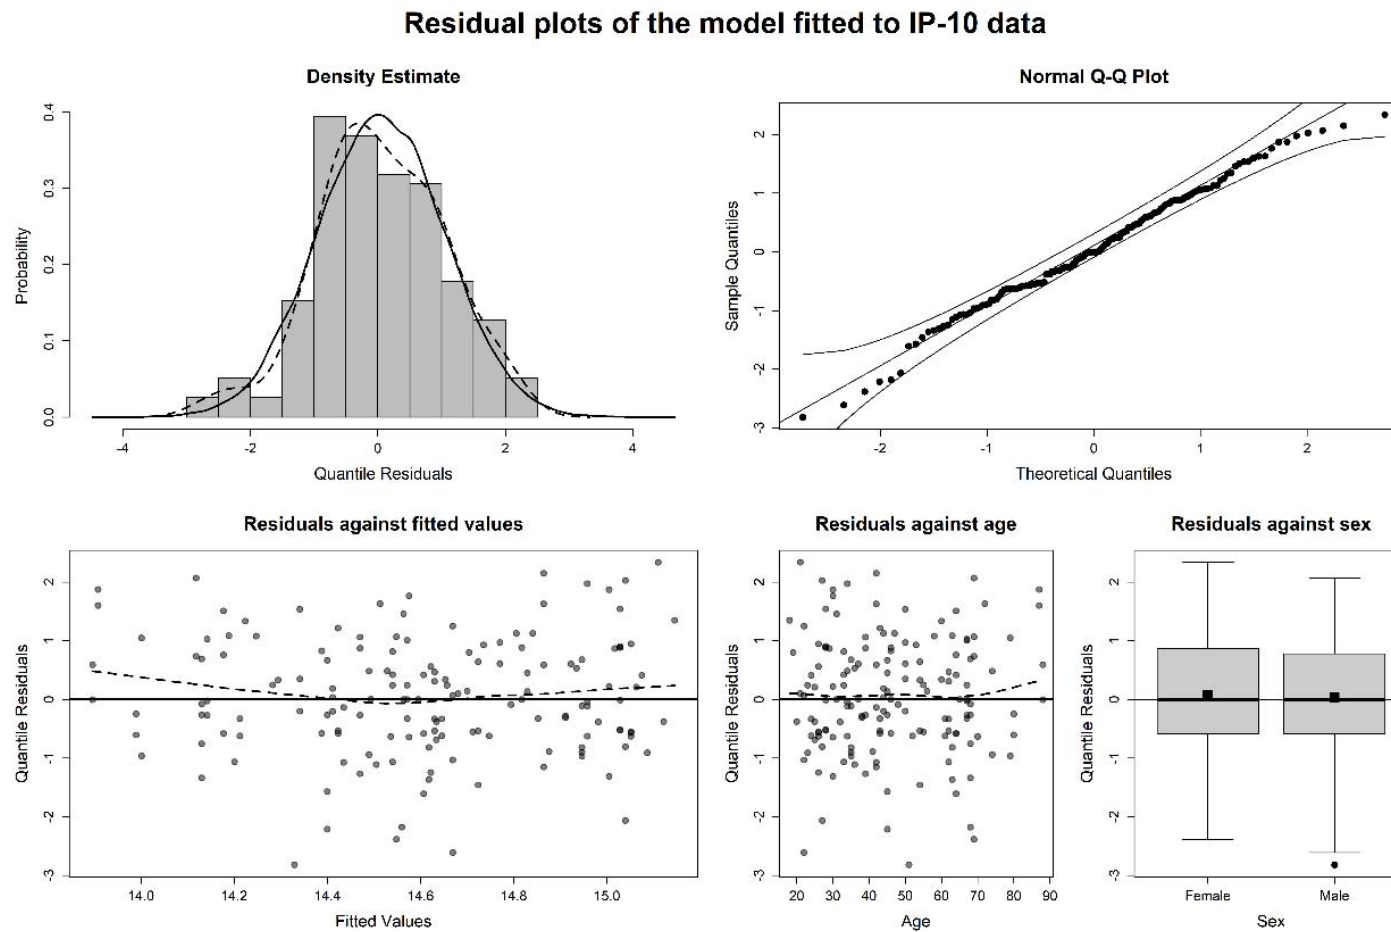 Residual plots of the model fitted to IP-10 data
Density Estimate
Probability
0.4
0.3
0.2
0.1
0.0
-4 -2 0 2 4
Quantile Residuals
Normal Q-Q Plot
Sample Quantiles
2
1
0
-1
-2
-3
-2 -1 0 1 2
Theoretical Quantiles
Residuals against fitted values
Quantile Residuals
2
1
0
-1
-2
-3
14.0 14.2 14.4 14.6 14.8 15.0
Fitted Values
Residuals against age
Quantile Residuals
2
1
0
-1
-2
-3
20 30 40 50 60 70 80 90
Age
Residuals against sex
Quantile Residuals
2
1
0
-1
-2
-3
Female Male
Sex